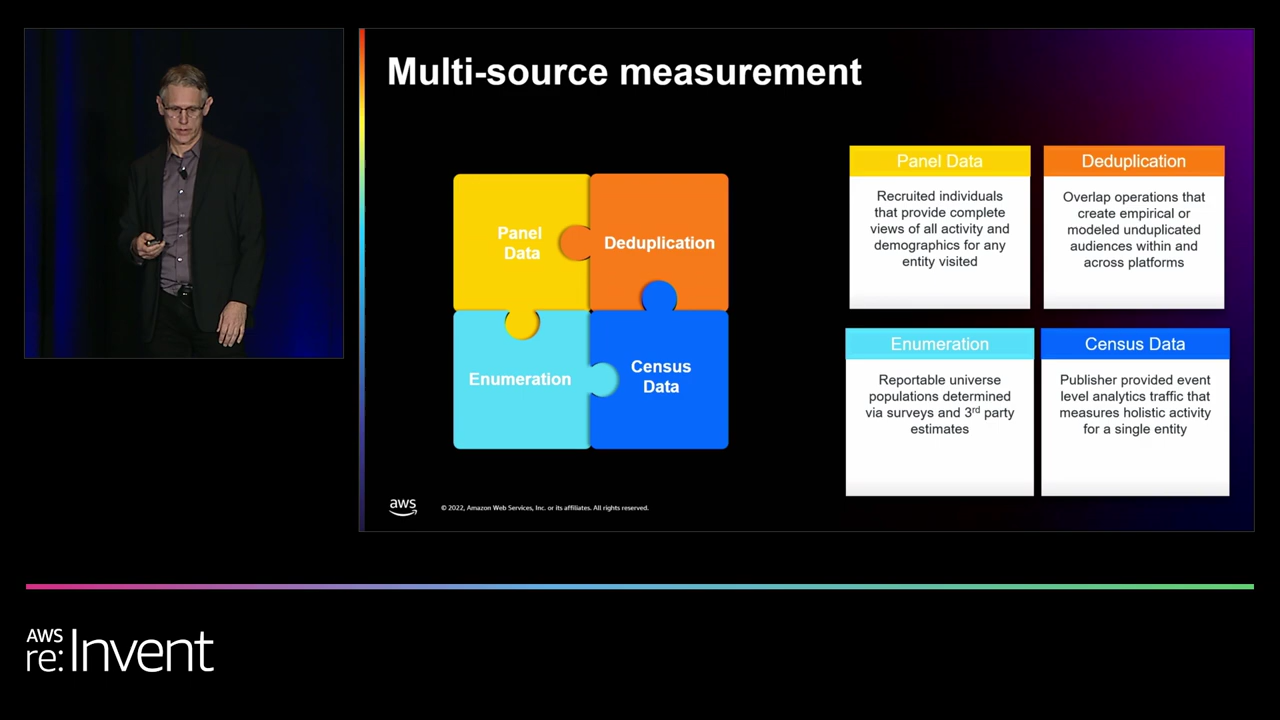 Multi-source measurement
Panel
Data
Deduplication
Enumeration
Census
Data
Panel Data
Recruited individuals
that provide complete
views of all activity and
demographics for any
entity visited
Deduplication
Overlap operations that
create empirical or
modeled unduplicated
audiences within and
across platforms
Enumeration
Reportable universe
populations determined
via surveys and 3rd party
estimates
Census Data
Publisher provided event
level analytics traffic that
measures holistic activity
for a single entity
aws
© 2022, Amazon Web Services, Inc. or its affiliates. All rights reserved.
AWS
re:Invent